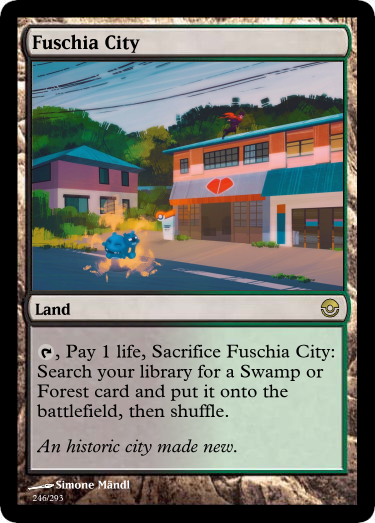 Fuschia City
Land
, Pay 1 life, Sacrifice Fuschia City:
Search your library for a Swamp or
Forest card and put it onto the
battlefield, then shuffle.
An historic city made new.
Simone Mändl
246/293